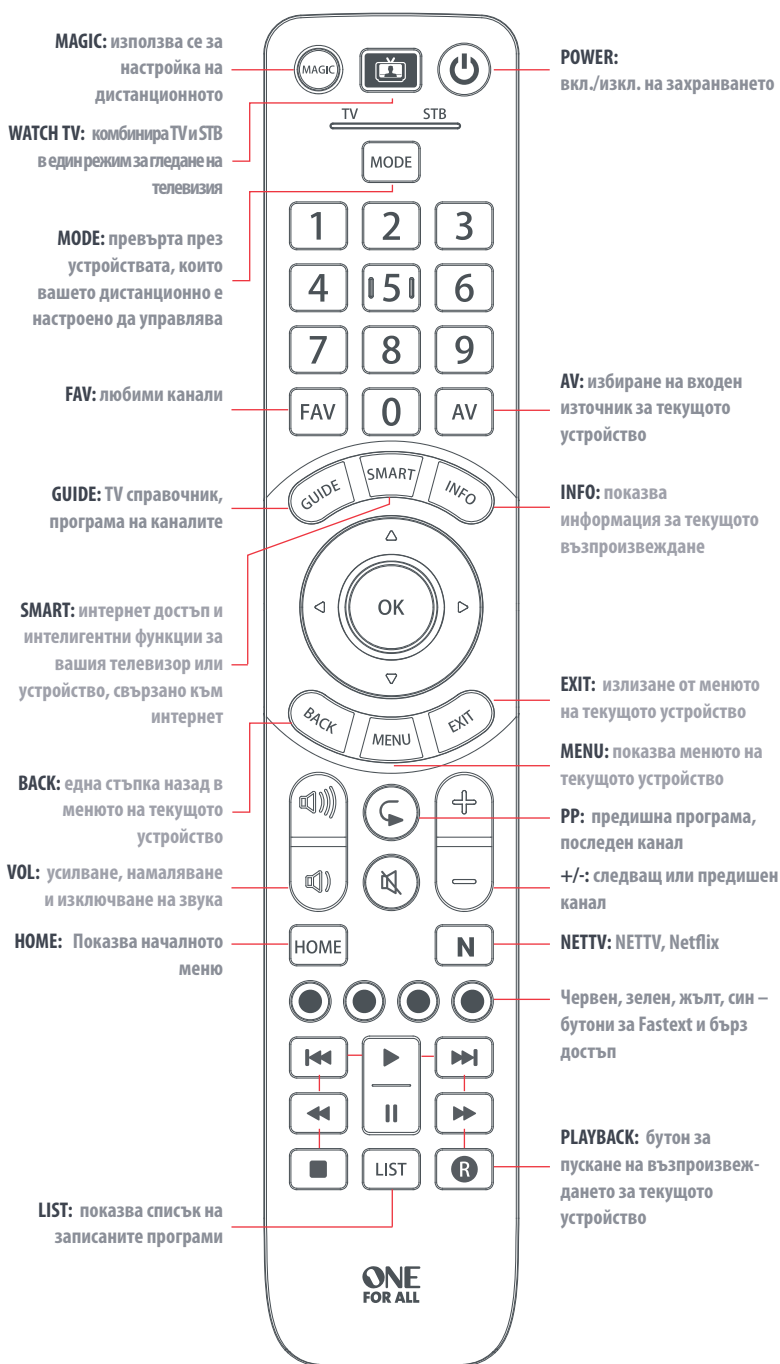 MAGIC: използва се за
настройка на
дистанционното
WATCH TV: комбинира TV и STB
в един режим за гледане на
телевизия
MODE: превърта през
устройствата, които
вашето дистанционно е
настроено да управлява
FAV: любими канали
GUIDE: TV справочник,
програма на каналите
SMART: интернет достъп и
интелигентни функции за
вашия телевизор или
устройство, свързано към
интернет
BACK: една стъпка назад в
менюто на текущото
устройство
VOL: усилване, намаляване
и изключване на звука
HOME: Показва началното
меню
LIST: показва списък на
записаните програми
MAGIC
TV STB
MODE
1 2 3
4 5 6
7 8 9
FAV 0 AV
GUIDE SMART INFO
OK
BACK MENU EXIT
HOME N
LIST R
ONE
FOR ALL
POWER:
вкл./изкл. на захранването
AV: избиране на входен
източник за текущото
устройство
INFO: показва
информация за текущото
възпроизвеждане
EXIT: излизане от менюто
на текущото устройство
MENU: показва менюто на
текущото устройство
PP: предишна програма,
последен канал
+/-: следващ или предишен
канал
NETTV: NETTV, Netflix
Червен, зелен, жълт, син –
бутони за Fastext и бърз
достъп
PLAYBACK: бутон за
пускане на възпроизвеж-
дането за текущото
устройство